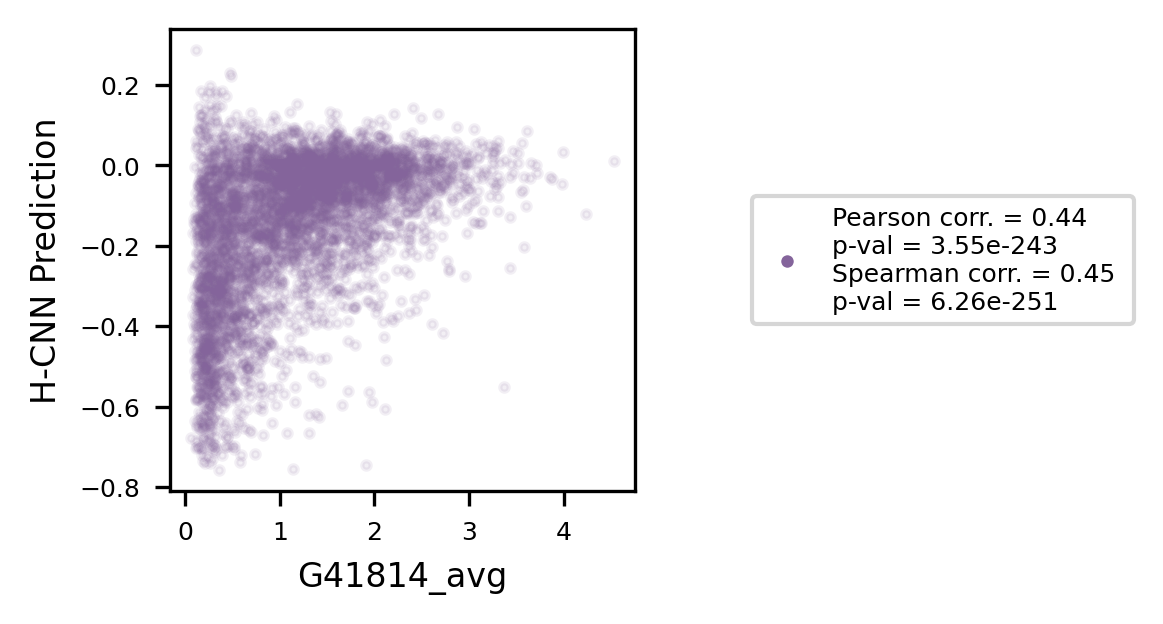 H-CNN Prediction
0.2
0.0
−0.2
−0.4
−0.6
−0.8
0 1 2 3 4
G41814_avg
Pearson corr. = 0.44
p-val = 3.55e-243
Spearman corr. = 0.45
p-val = 6.26e-251